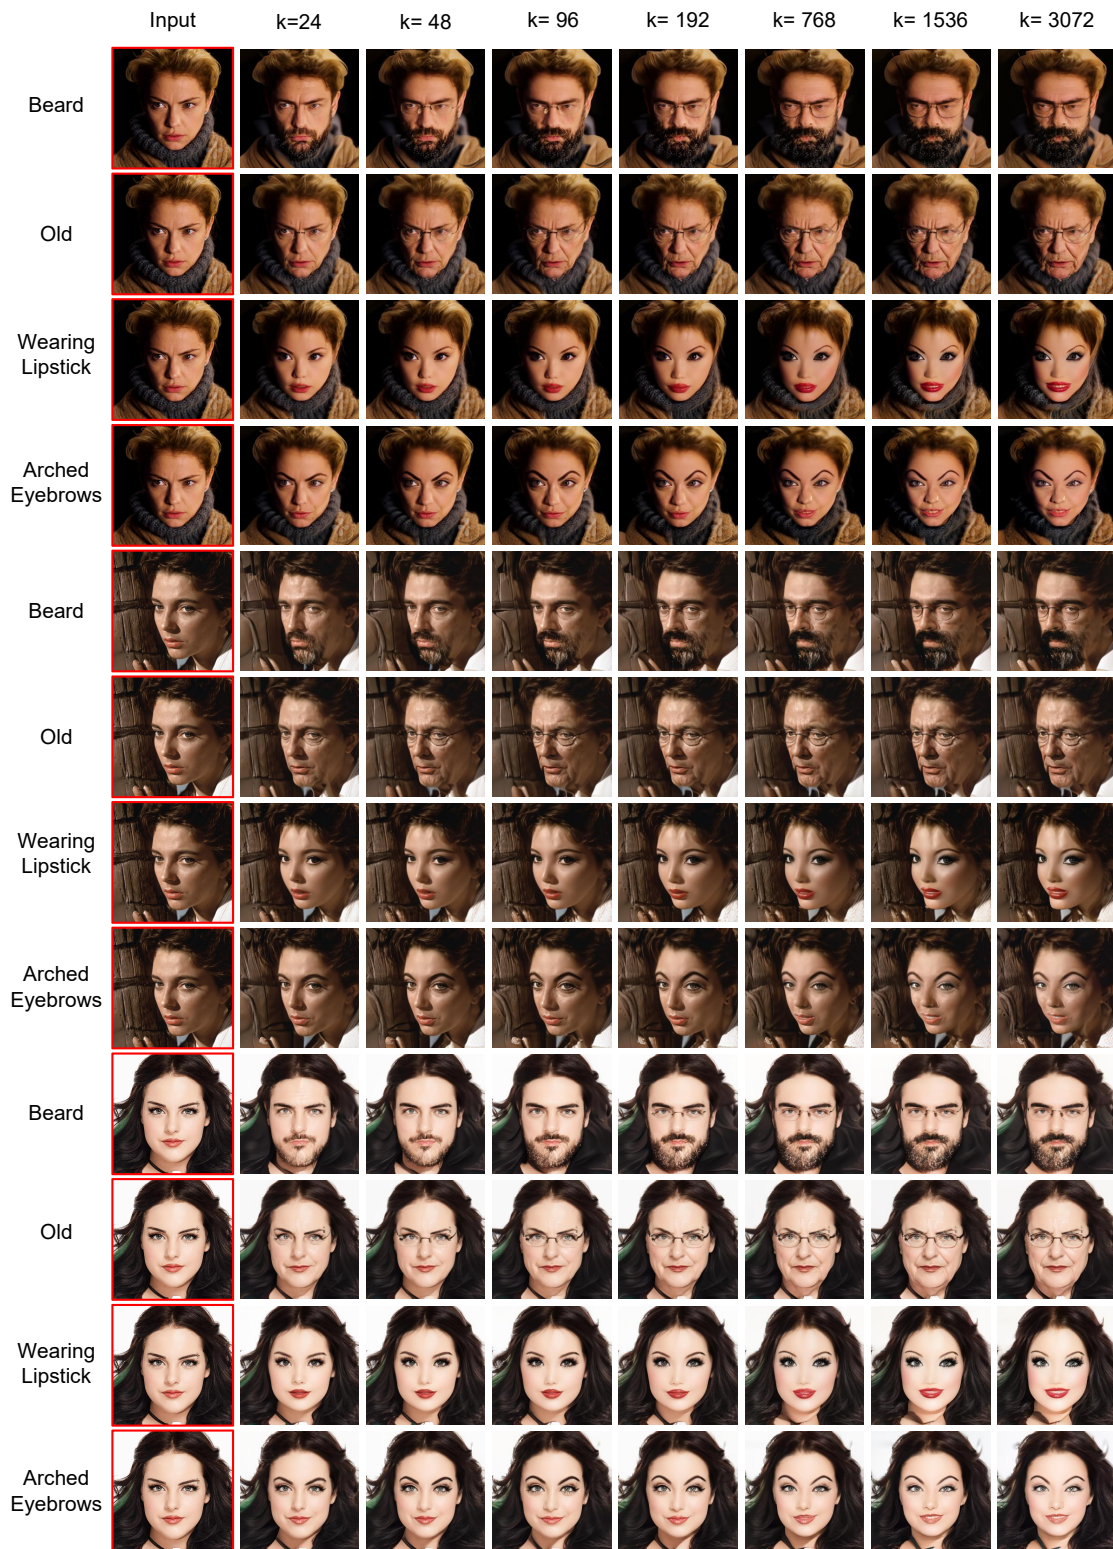 Input k=24 k= 48 k= 96 k= 192 k= 768 k= 1536 k= 3072
Beard
Old
Wearing
Lipstick
Arched
Eyebrows
Beard
Old
Wearing
Lipstick
Arched
Eyebrows
Beard
Old
Wearing
Lipstick
Arched
Eyebrows